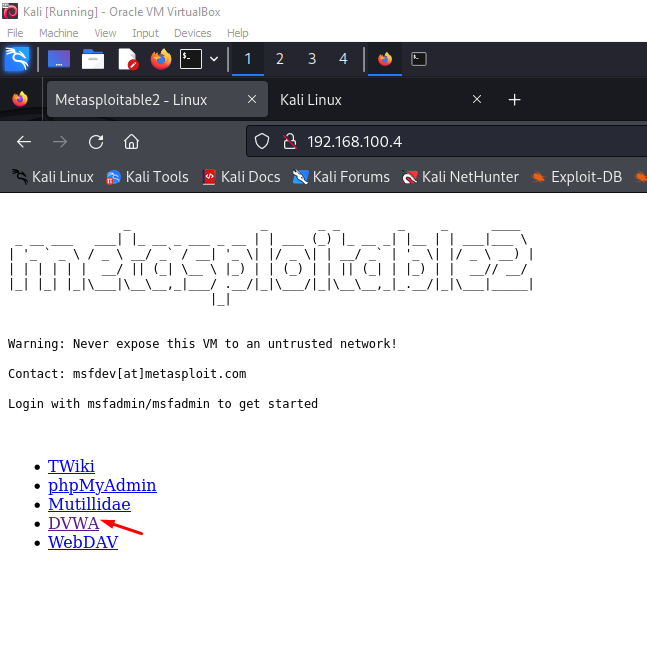 Kali [Running] - Oracle VM VirtualBox
File Machine View Input Devices Help
1 2 3 4
Metasploitable2 - Linux
Kali Linux
192.168.100.4
Kali Linux Kali Tools Kali Docs Kali Forums Kali NetHunter Exploit-DB
metasploitable2
Warning: Never expose this VM to an untrusted network!
Contact: msfdev[at]metasploit.com
Login with msfadmin/msfadmin to get started
TWiki
phpMyAdmin
Mutillidae
DVWA
WebDAV